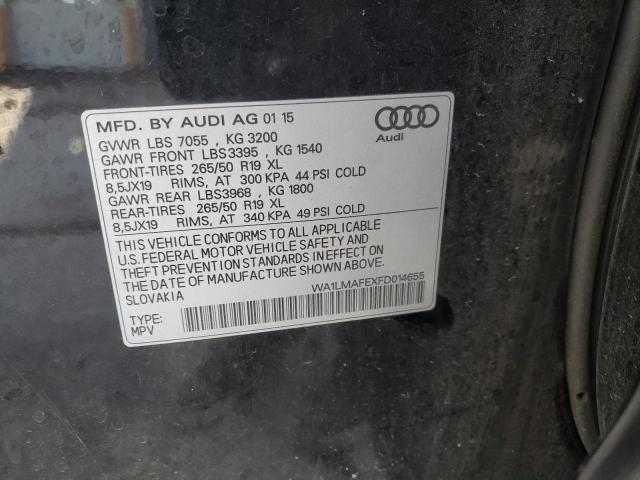 MFD. BY AUDI AG 01 15
GVWR LBS 7055 , KG 3200
GAWR FRONT LBS3395 , KG 1540
FRONT-TIRES 265/50 R19 XL
8,5JX19 RIMS, AT 300 KPA 44 PSI COLD
GAWR REAR LBS3968 , KG 1800
REAR-TIRES 265/50 R19 XL
8,5JX19 RIMS, AT 340 KPA 49 PSI COLD
THIS VEHICLE CONFORMS TO ALL APPLICABLE
U.S. FEDERAL MOTOR VEHICLE SAFETY AND
THEFT PREVENTION STANDARDS IN EFFECT ON
THE DATE OF MANUFACTURE SHOWN ABOVE.
SLOVAKIA
WA1LMAFEXFD014655
TYPE:
MPV
Audi